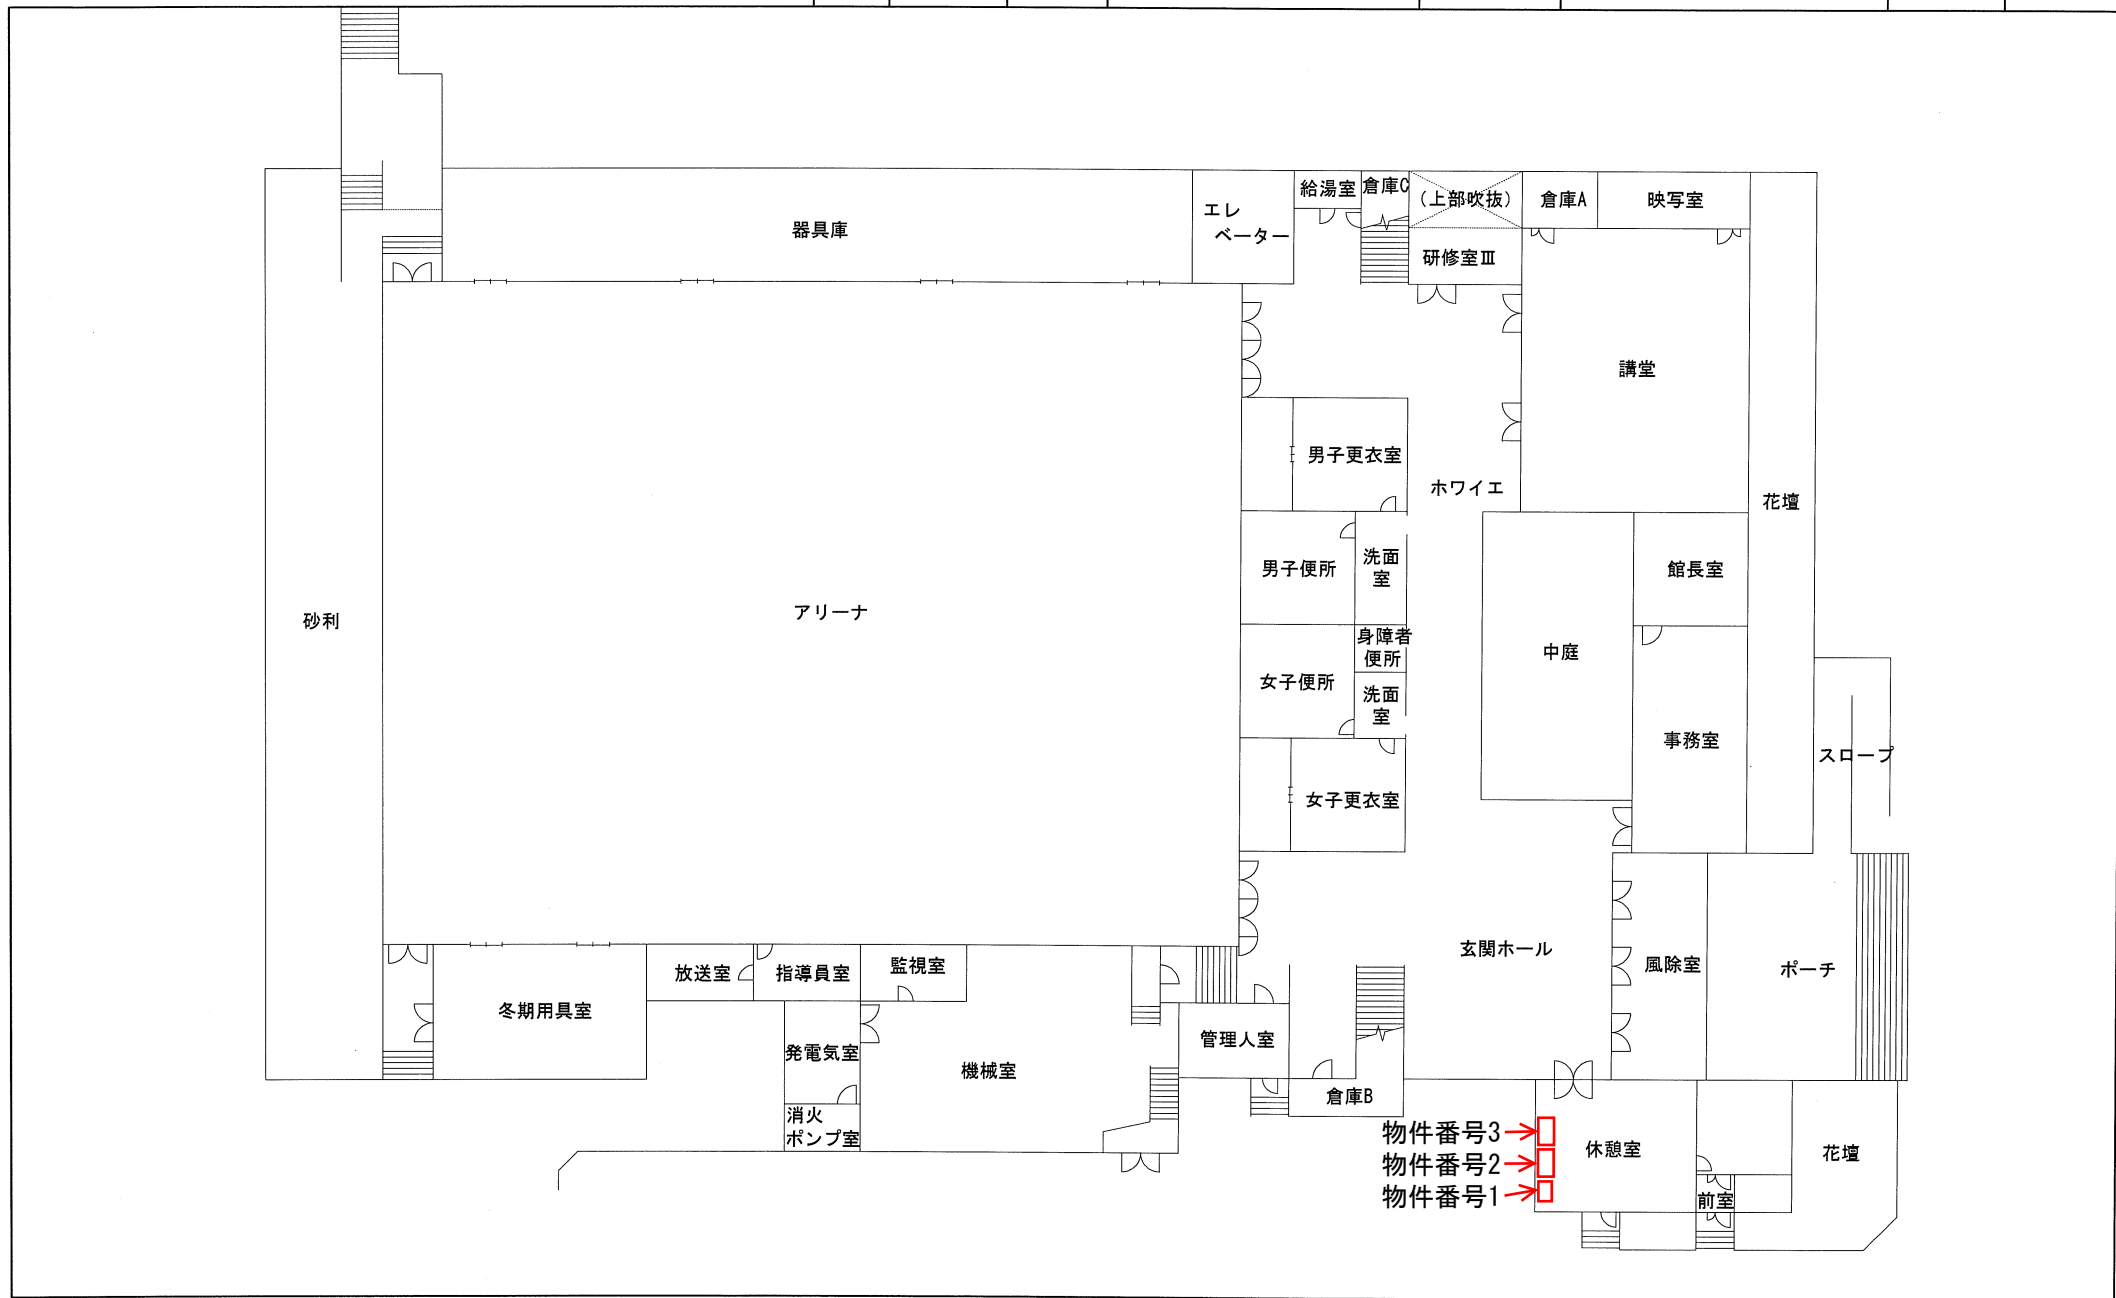 給湯室
倉庫C
(上部吹抜)
倉庫A
映写室
エレ
ベーター
器具庫
研修室Ⅲ
講堂
男子更衣室
ホワイエ
花壇
男子便所
洗面
室
館長室
砂利
アリーナ
身障者
便所
中庭
女子便所
洗面
室
事務室
スロープ
女子更衣室
玄関ホール
風除室
ポーチ
放送室
指導員室
監視室
冬期用具室
管理人室
発電気室
機械室
倉庫B
消火
ポンプ室
物件番号3
休憩室
花壇
物件番号2
物件番号1
前室